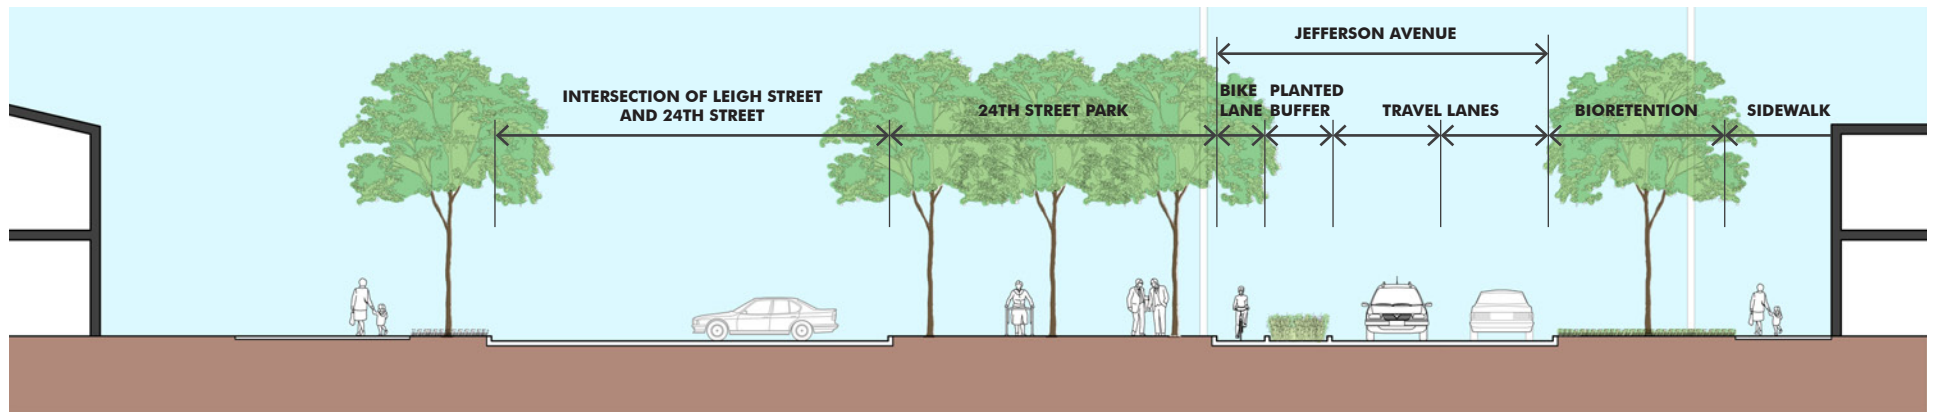 JEFFERSON AVENUE
INTERSECTION OF LEIGH STREET
AND 24TH STREET
24TH STREET PARK
BIKE
LANE
PLANTED
BUFFER
TRAVEL LANES
BIORETENTION
SIDEWALK